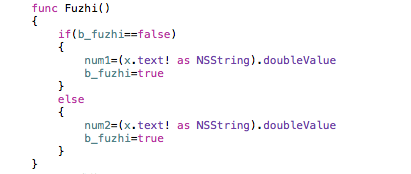 func Fuzhi()
{
if(b_fuzhi==false)
{
num1=(x.text! as NSString).doubleValue
b_fuzhi=true
}
else
{
num2=(x.text! as NSString).doubleValue
b_fuzhi=true
}
}